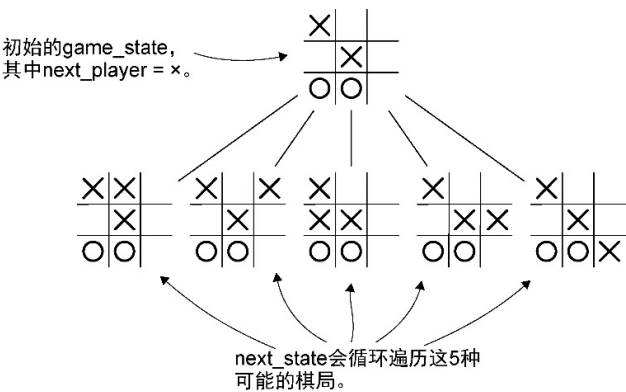 初始的game_state,
其中next_player = ×。
next_state会循环遍历这5种
可能的棋局。